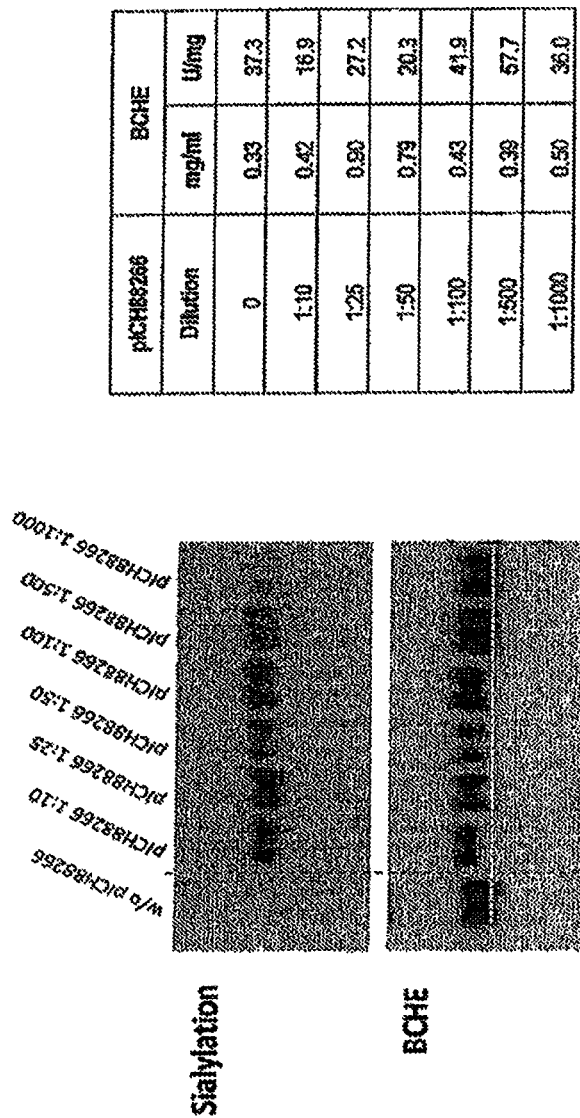 w/o pICH88266
pICH88266 1:10
pICH88266 1:25
pICH88266 1:50
pICH88266 1:100
pICH88266 1:500
pICH88266 1:1000
Sialylation
BCHE
pICH88266 BCHE
Dilution mg/ml U/mg
0 0.33 37.3
1:10 0.42 16.9
1:25 0.90 27.2
1:50 0.79 20.3
1:100 0.43 41.9
1:500 0.39 57.7
1:1000 0.50 36.0